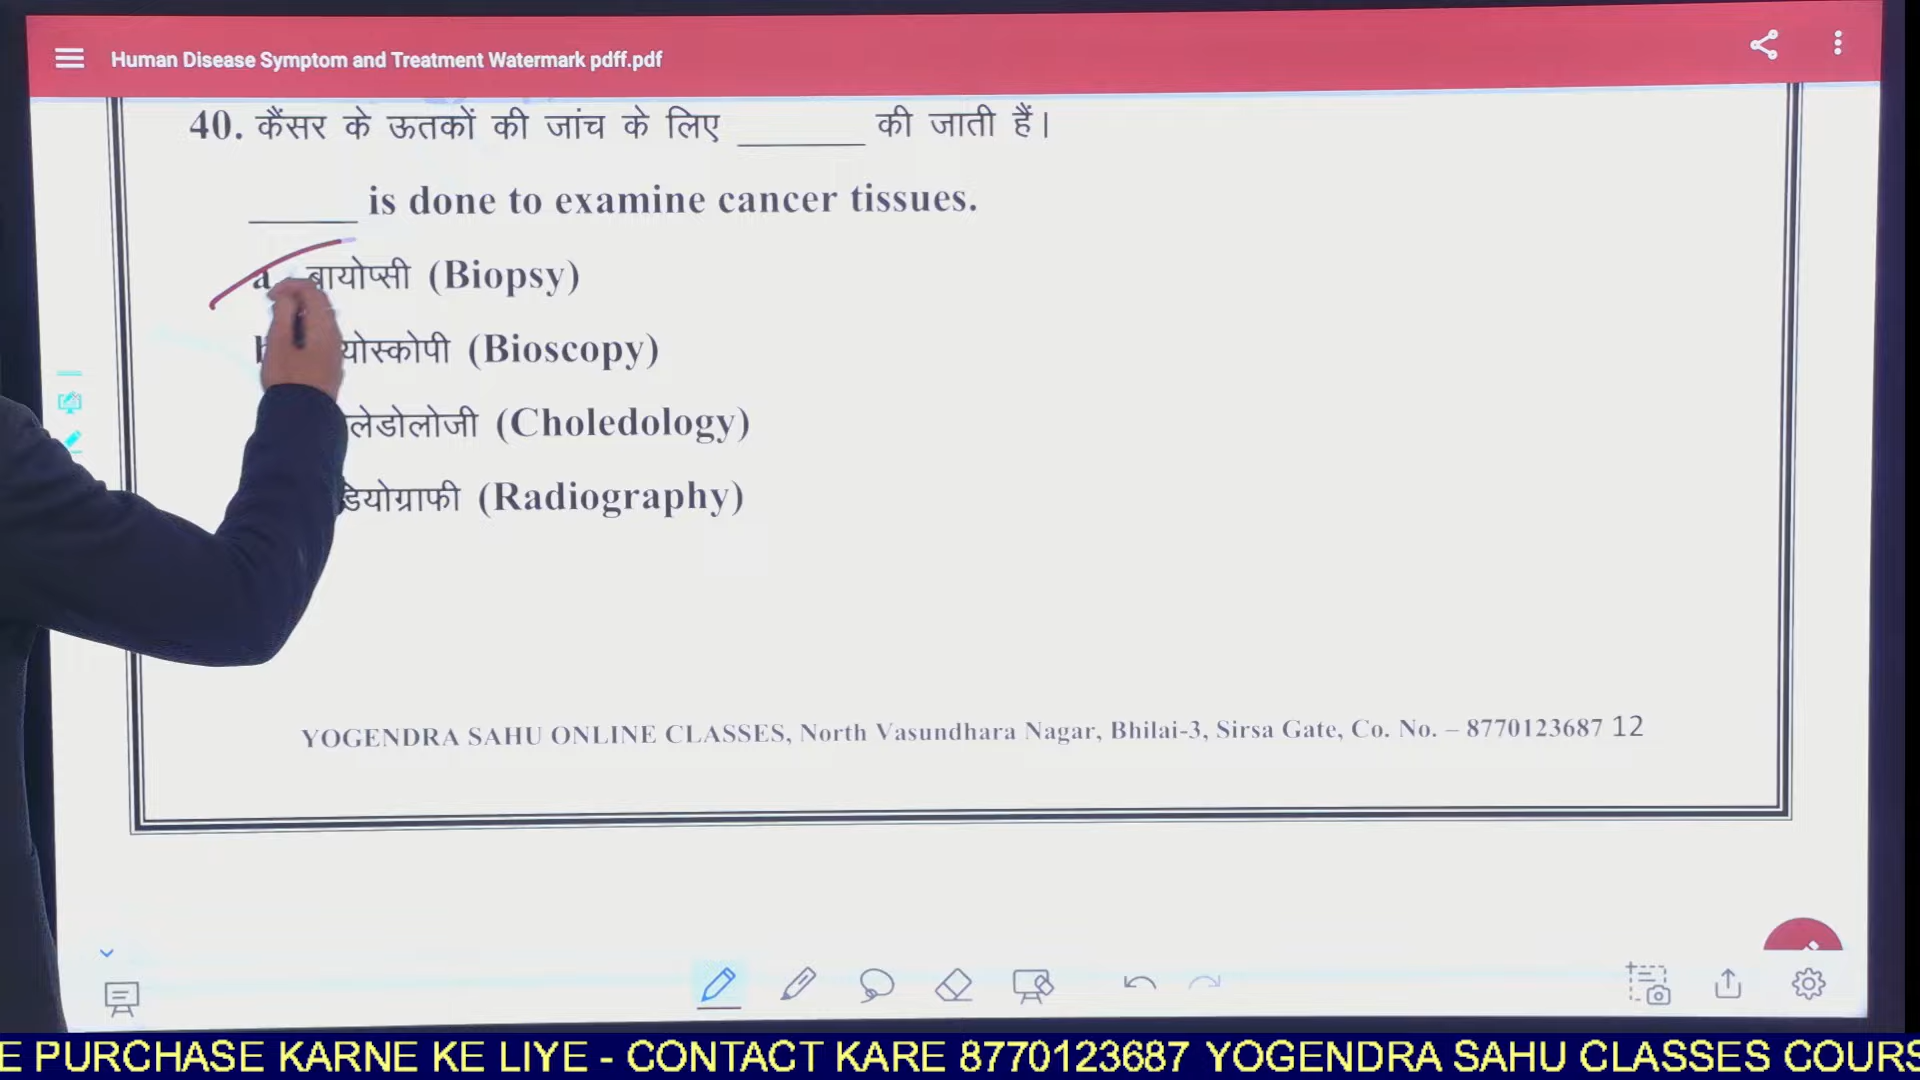 Human Disease Symptom and Treatment Watermark pdff.pdf
40. कैंसर के ऊतकों की जांच के लिए _______ की जाती हैं।
______ is done to examine cancer tissues.
a. बायोप्सी (Biopsy)
योस्कोपी (Bioscopy)
लेडोलोजी (Choledology)
डियोग्राफी (Radiography)
YOGENDRA SAHU ONLINE CLASSES, North Vasundhara Nagar, Bhilai-3, Sirsa Gate, Co. No. – 8770123687 12
E PURCHASE KARNE KE LIYE - CONTACT KARE 8770123687 YOGENDRA SAHU CLASSES COURS